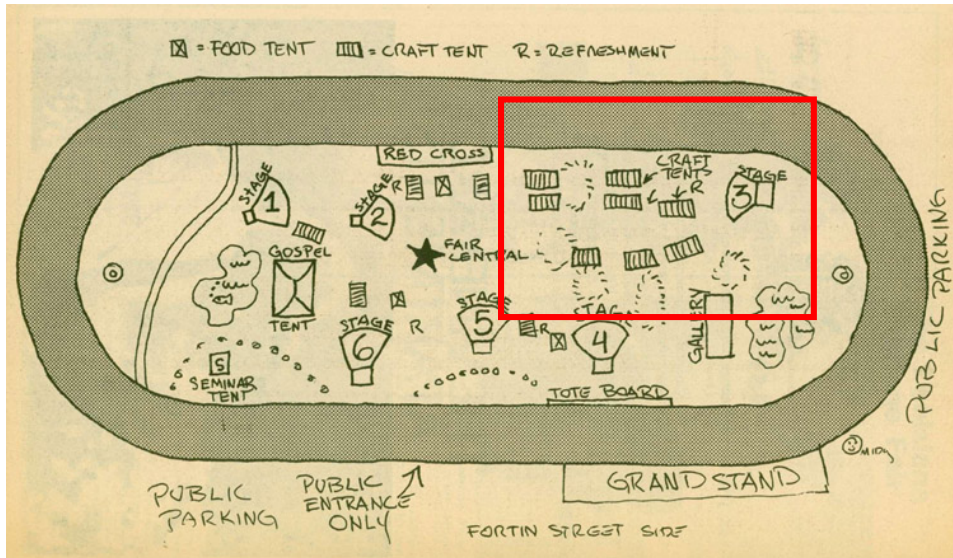 = FOOD TENT
= CRAFT TENT
R = REFRESHMENT
RED CROSS
STAGE
1
STAGE
2
R
CRAFT
TENTS
R
STAGE
3
GOSPEL
TENT
FAIR
CENTRAL
STAGE
6
R
STAGE
5
R
STAGE
4
GALLERY
S
SEMINAR
TENT
TOTE BOARD
PUBLIC PARKING
GRANDSTAND
PUBLIC
PARKING
PUBLIC
ENTRANCE
ONLY
FORTIN STREET SIDE